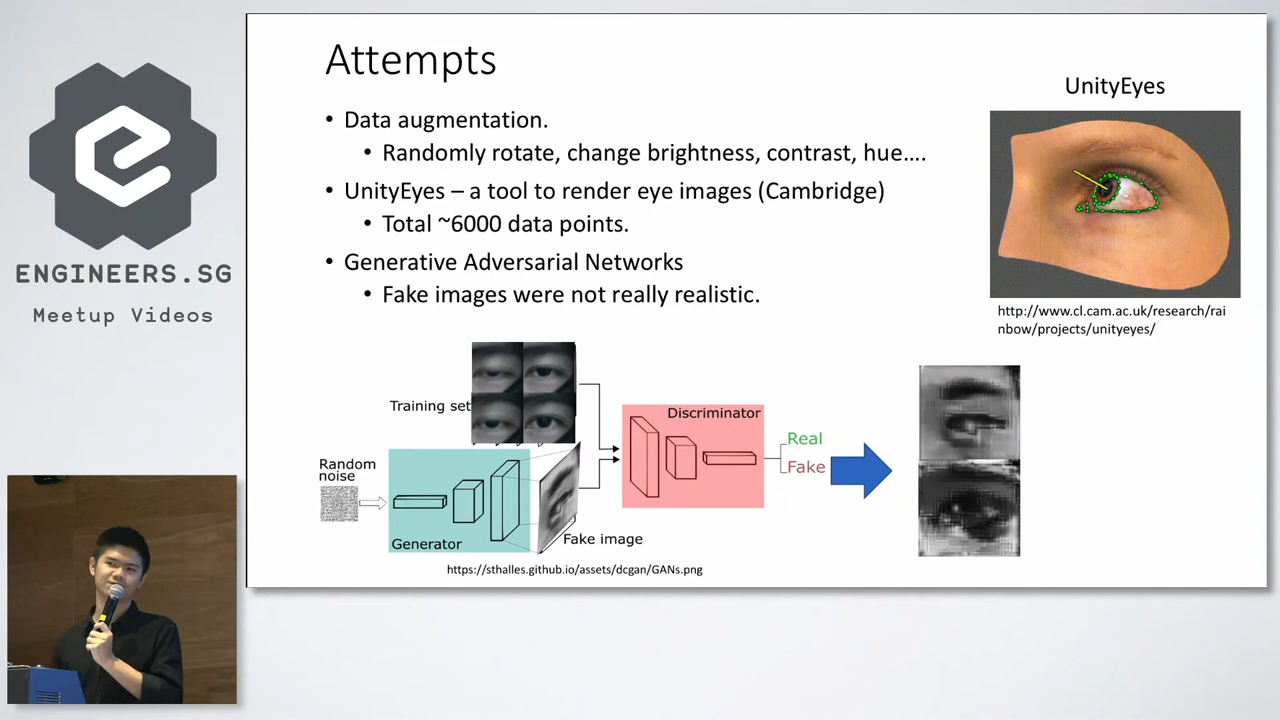 ENGINEERS.SG
Meetup Videos
Attempts
• Data augmentation.
• Randomly rotate, change brightness, contrast, hue….
• UnityEyes – a tool to render eye images (Cambridge)
• Total ~6000 data points.
• Generative Adversarial Networks
• Fake images were not really realistic.
UnityEyes
http://www.cl.cam.ac.uk/research/rai
nbow/projects/unityeyes/
Training set
Random
noise
Generator
Fake image
Discriminator
Real
Fake
https://sthalles.github.io/assets/dcgan/GANs.png